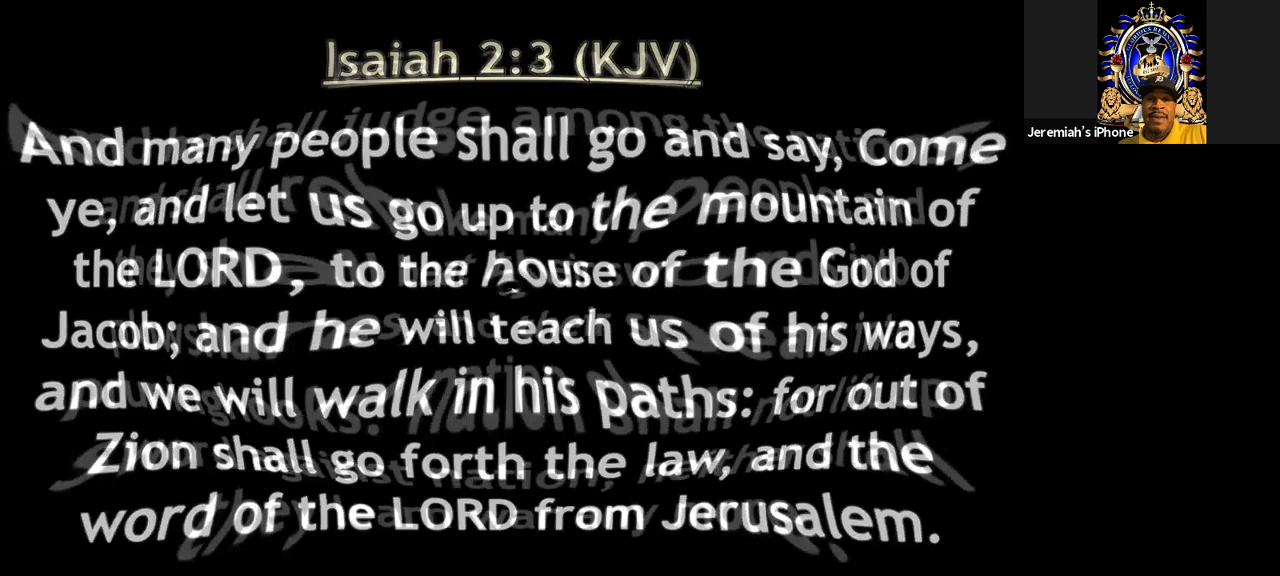 Isaiah 2:3 (KJV)
And many people shall go and say, Come
ye, and let us go up to the mountain of
the LORD, to the house of the God of
Jacob; and he will teach us of his ways,
and we will walk in his paths: for out of
Zion shall go forth the law, and the
word of the LORD from Jerusalem.
Jeremiah's iPhone